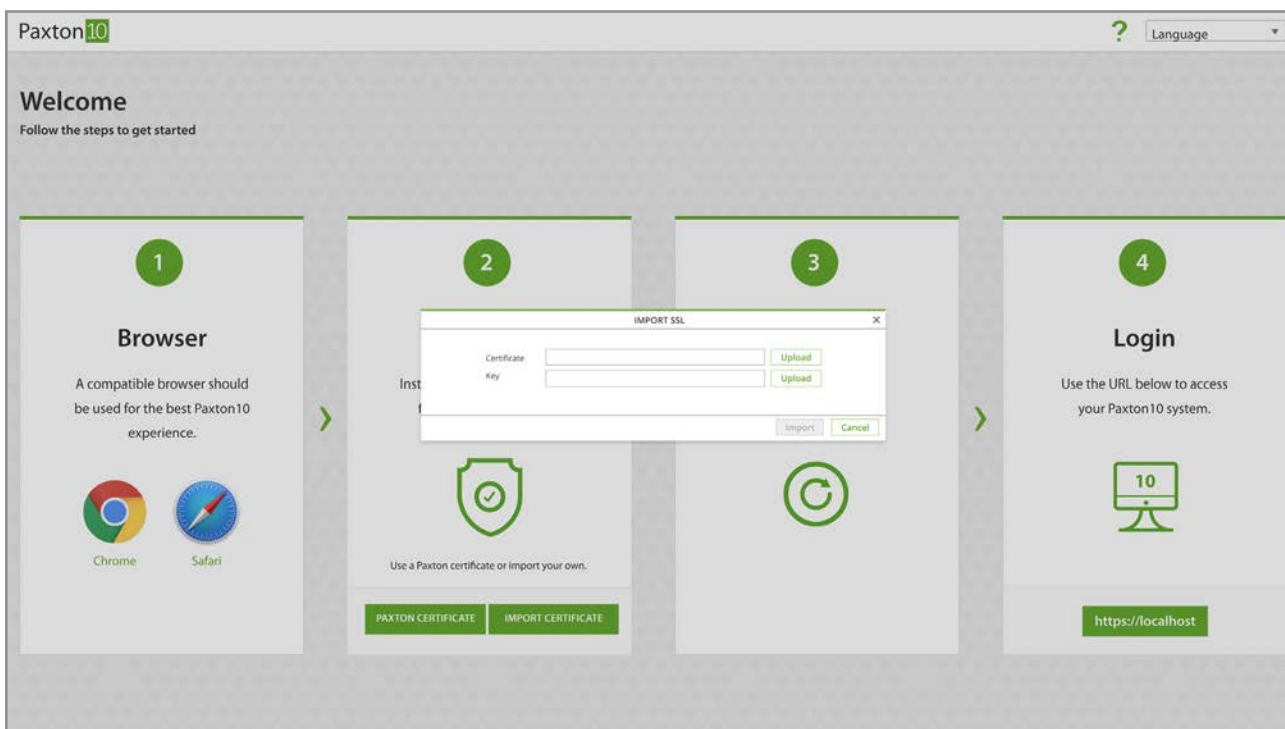 Paxton10
?
Language
Welcome
Follow the steps to get started
1
Browser
A compatible browser should
be used for the best Paxton10
experience.
Chrome
Safari
2
Inst
Use a Paxton certificate or import your own.
PAXTON CERTIFICATE
IMPORT CERTIFICATE
IMPORT SSL
Certificate
Upload
Key
Upload
Import
Cancel
3
4
Login
Use the URL below to access
your Paxton10 system.
10
https://localhost